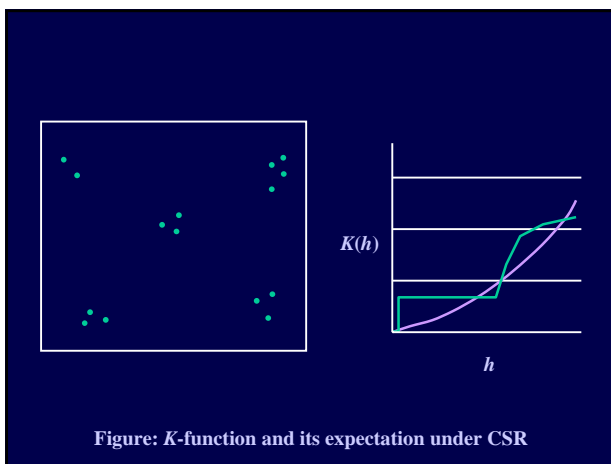 K(h)
h
Figure: K-function and its expectation under CSR